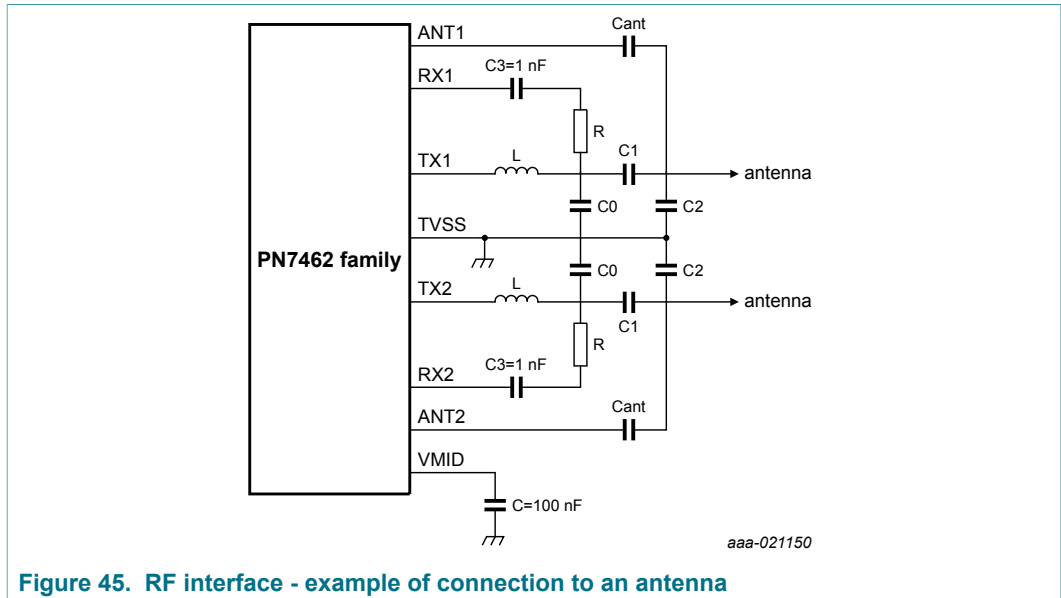 ANT1
Cant
RX1
C3=1 nF
R
TX1
L
C1
antenna
C0
C2
TVSS
PN7462 family
C0
C2
TX2
L
antenna
C1
R
RX2
C3=1 nF
ANT2
Cant
VMID
C=100 nF
aaa-021150
Figure 45. RF interface - example of connection to an antenna